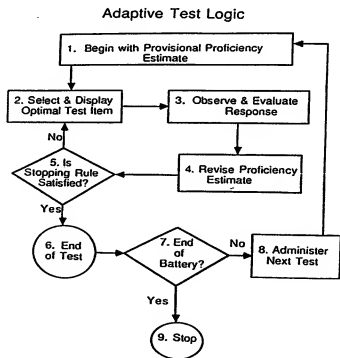 Adaptive Test Logic
1. Begin with Provisional Proficiency
Estimate
2. Select & Display
Optimal Test Item
3. Observe & Evaluate
Response
No
5. Is
Stopping Rule
Satisfied?
4. Revise Proficiency
Estimate
Yes
6. End
of Test
7. End
of
Battery?
No
8. Administer
Next Test
Yes
9. Stop